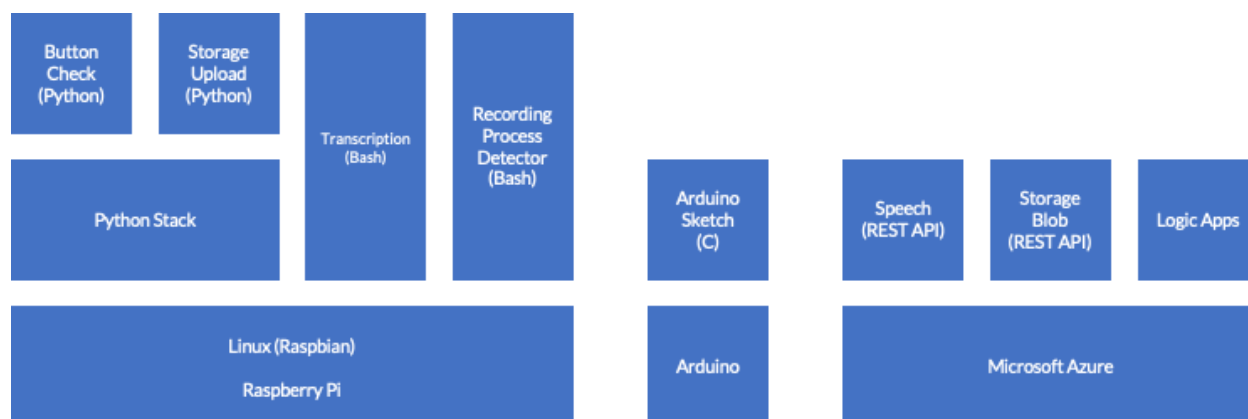 Button
Check
(Python)
Storage
Upload
(Python)
Transcription
(Bash)
Recording
Process
Detector
(Bash)
Python Stack
Arduino
Sketch
(C)
Speech
(REST API)
Storage
Blob
(REST API)
Logic Apps
Linux (Raspbian)
Raspberry Pi
Arduino
Microsoft Azure